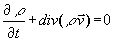 ∂ ρ/∂t + div(ρv⃗) = 0